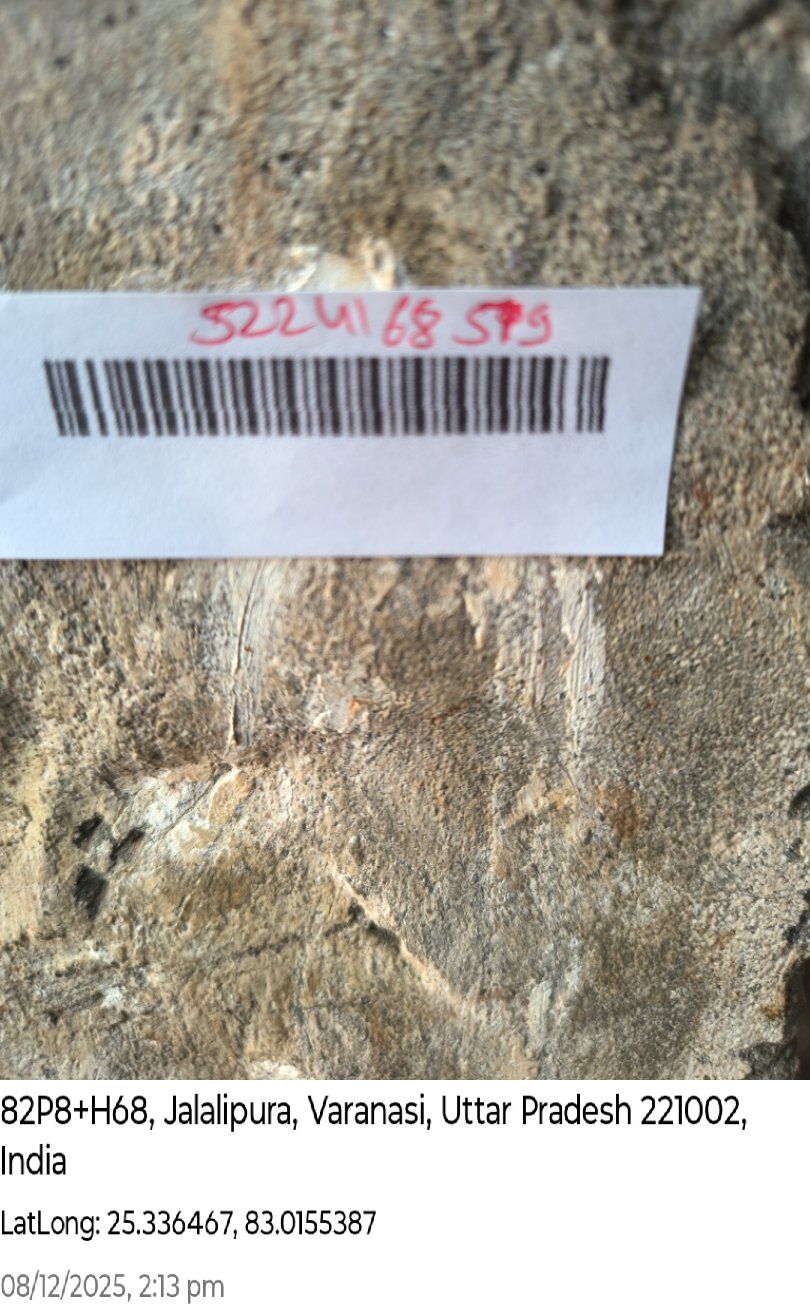 5224168579
82P8+H68, Jalalipura, Varanasi, Uttar Pradesh 221002,
India
LatLong: 25.336467, 83.0155387
08/12/2025, 2:13 pm